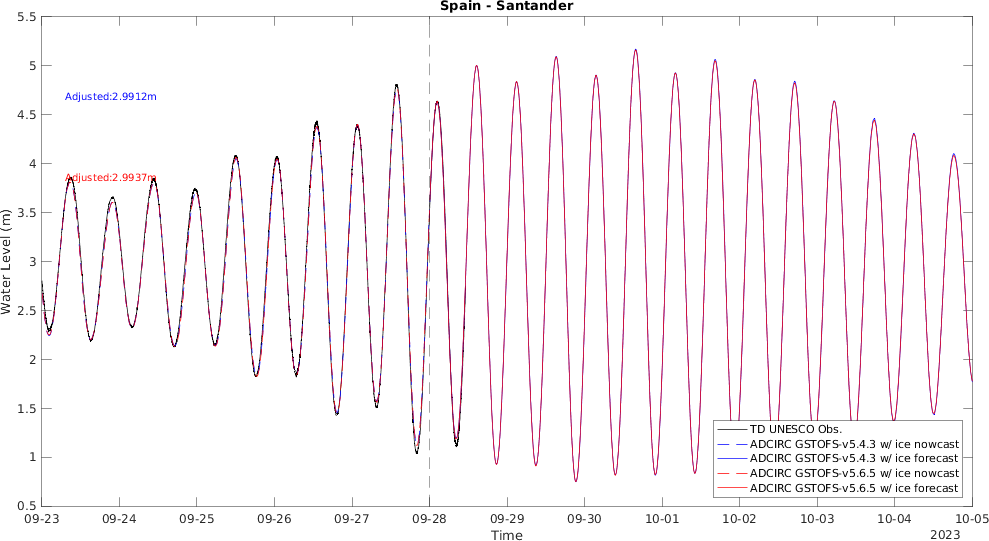 Spain - Santander
5.5
5
4.5
4
3.5
3
2.5
2
1.5
1
0.5
Water Level (m)
Adjusted:2.9912m
Adjusted:2.9937m
TD UNESCO Obs.
ADCIRC GSTOFS-v5.4.3 w/ ice nowcast
ADCIRC GSTOFS-v5.4.3 w/ ice forecast
ADCIRC GSTOFS-v5.6.5 w/ ice nowcast
ADCIRC GSTOFS-v5.6.5 w/ ice forecast
09-23 09-24 09-25 09-26 09-27 09-28 09-29 09-30 10-01 10-02 10-03 10-04 10-05
Time
2023